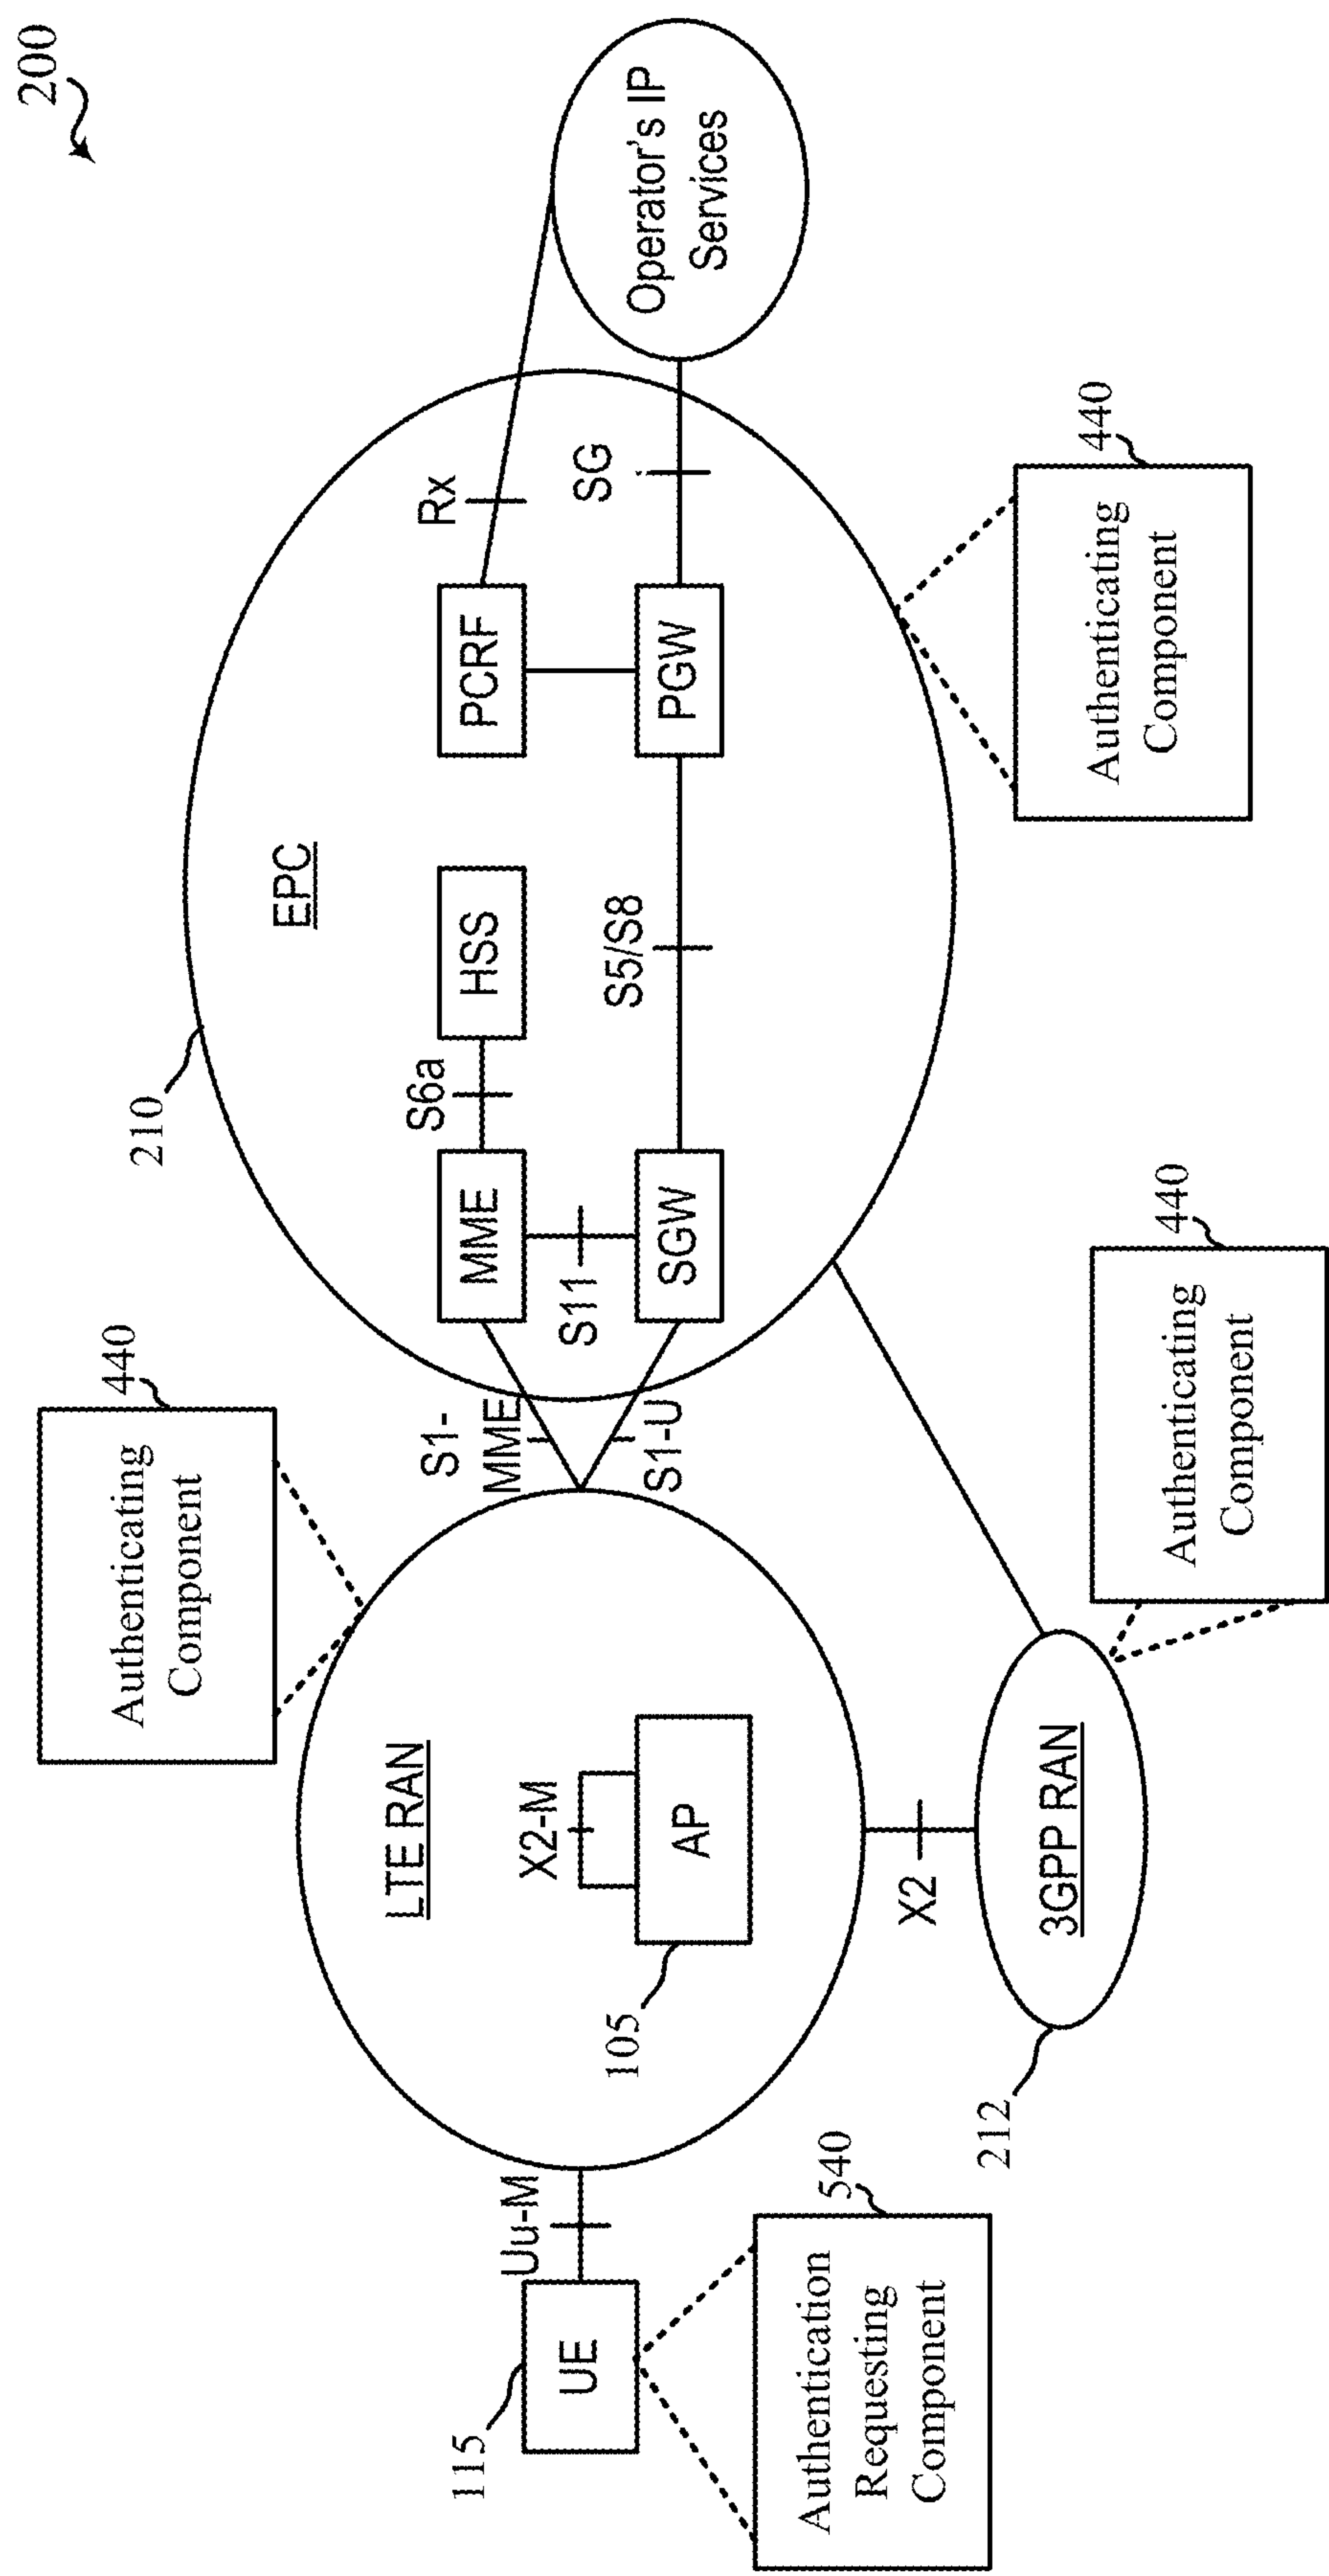 200
Operator's IP
Services
210
EPC
Rx
SG
PCRF
PGW
HSS
S6a
S5/S8
MME
S11
SGW
440
Authenticating
Component
440
Authenticating
Component
S1-
MME
S1-U
LTE RAN
X2-M
AP
105
X2
3GPP RAN
212
440
Authenticating
Component
Uu-M
UE
115
540
Authentication
Requesting
Component